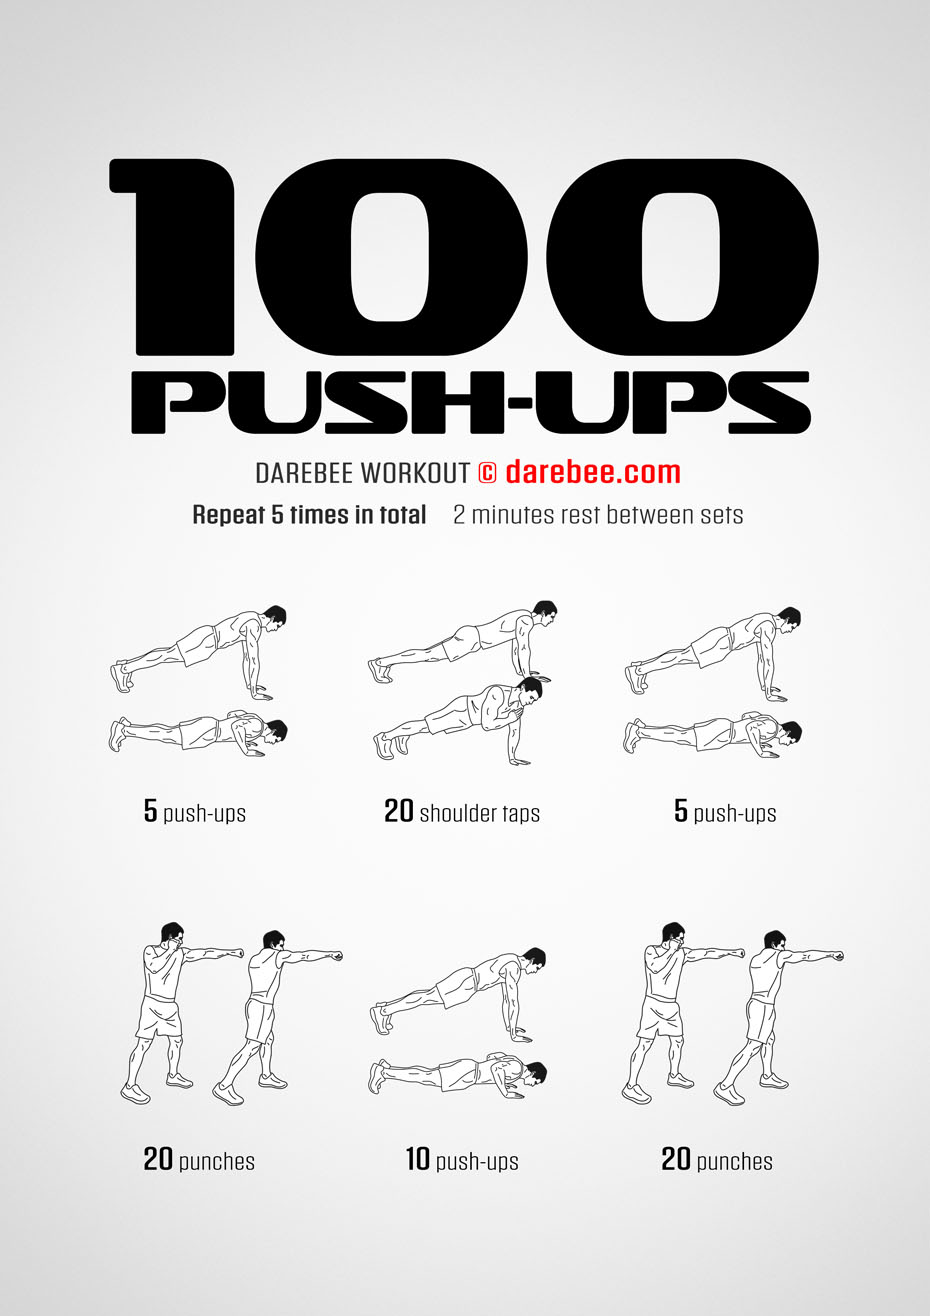 100
PUSH-UPS
DAREBEE WORKOUT © darebee.com
Repeat 5 times in total 2 minutes rest between sets
5 push-ups
20 shoulder taps
5 push-ups
20 punches
10 push-ups
20 punches